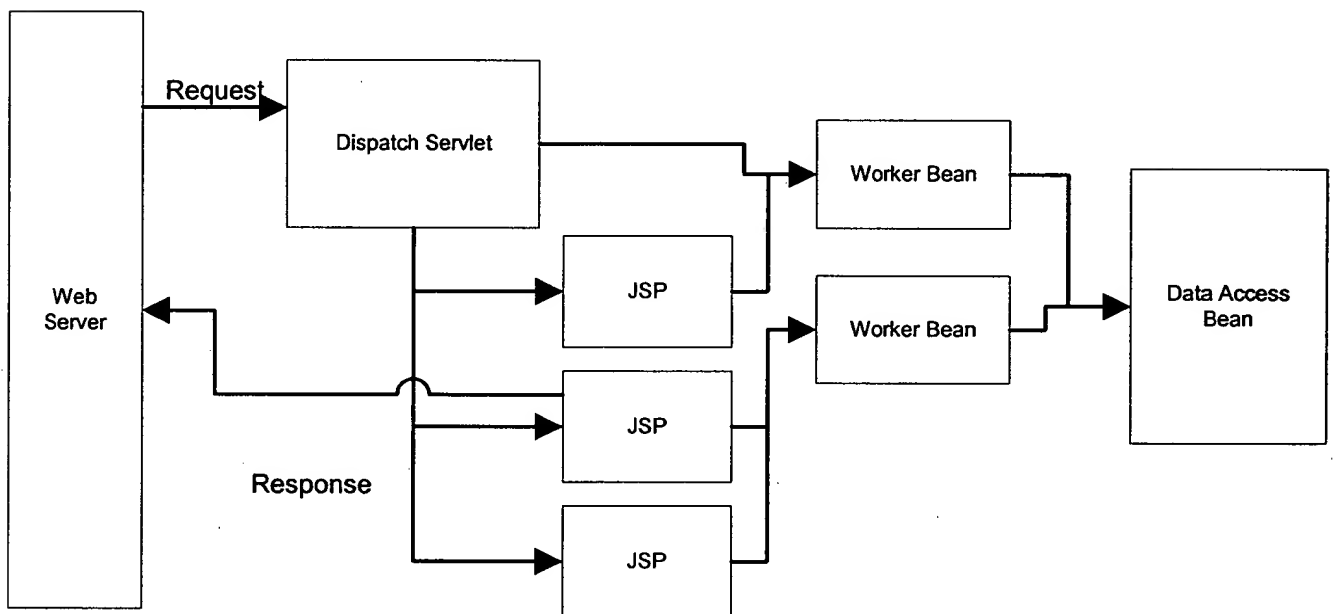 Request
Dispatch Servlet
Worker Bean
JSP
Web
Server
Worker Bean
Data Access
Bean
JSP
Response
JSP